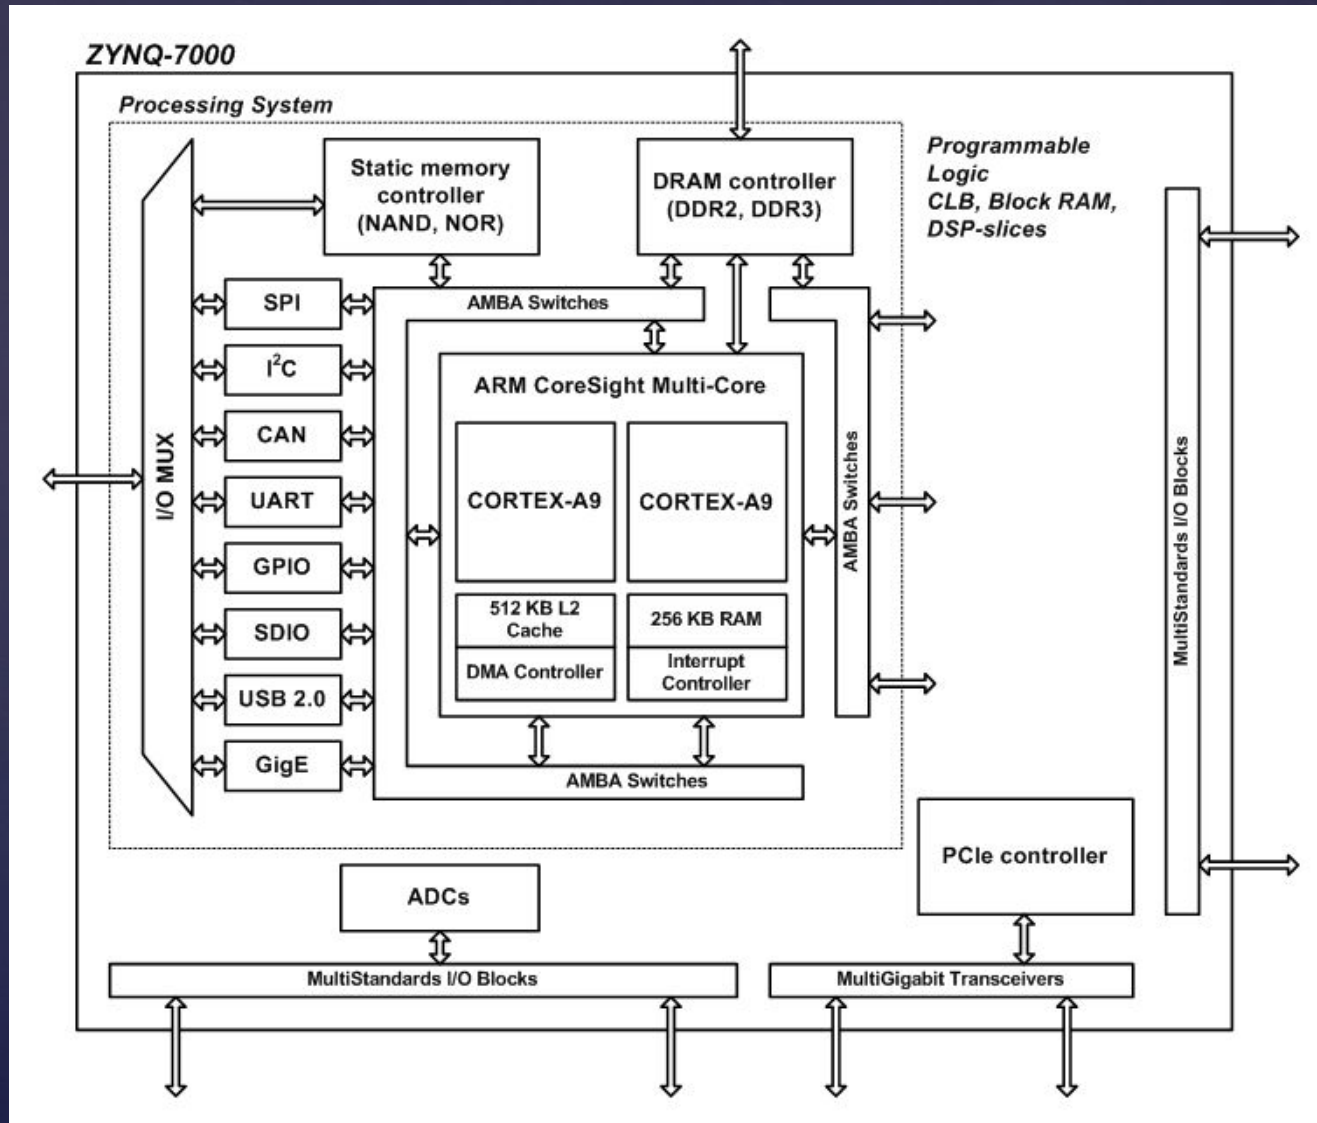 ZYNQ-7000
Processing System
Static memory
controller
(NAND, NOR)
DRAM controller
(DDR2, DDR3)
Programmable
Logic
CLB, Block RAM,
DSP-slices
SPI
I²C
CAN
UART
GPIO
SDIO
USB 2.0
GigE
I/O MUX
AMBA Switches
ARM CoreSight Multi-Core
CORTEX-A9
CORTEX-A9
512 KB L2
Cache
DMA Controller
256 KB RAM
Interrupt
Controller
AMBA Switches
AMBA Switches
MultiStandards I/O Blocks
PCIe controller
ADCs
MultiStandards I/O Blocks
MultiGigabit Transceivers